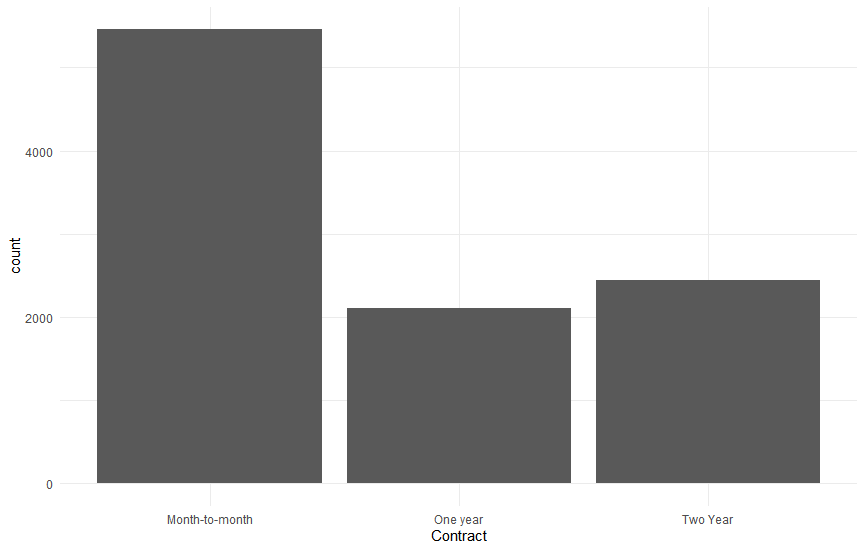 count
4000
2000
0
Month-to-month
One year
Two Year
Contract